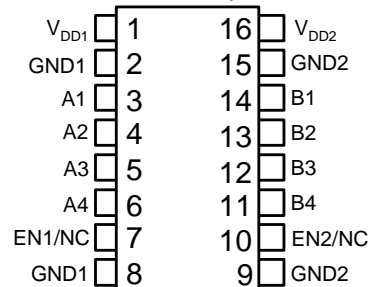 VDD1 1 16 VDD2
GND1 2 15 GND2
A1 3 14 B1
A2 4 13 B2
A3 5 12 B3
A4 6 11 B4
EN1/NC 7 10 EN2/NC
GND1 8 9 GND2